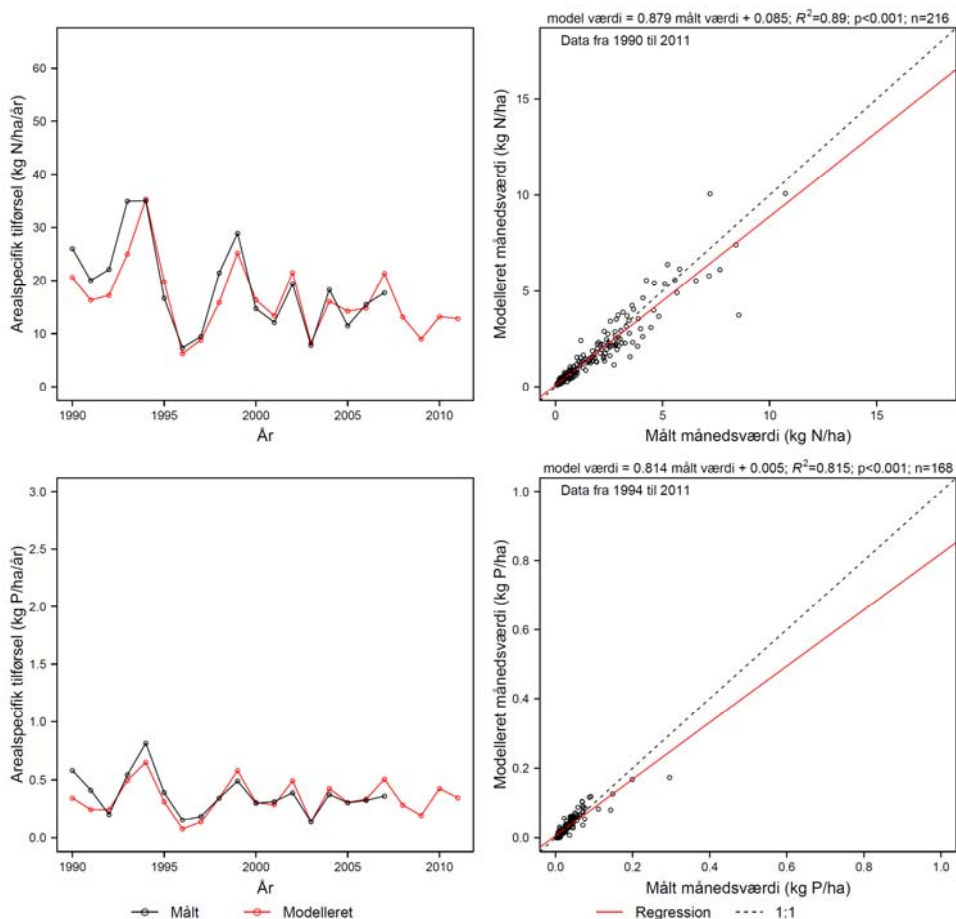 model værdi = 0.879 målt værdi + 0.085; R²=0.89; p<0.001; n=216
Data fra 1990 til 2011
Arealspecifik tilførsel (kg N/ha/år)
60
50
40
30
20
10
0
1990 1995 2000 2005 2010
År
Modelleret månedsværdi (kg N/ha)
15
10
5
0
0 5 10 15
Målt månedsværdi (kg N/ha)
model værdi = 0.814 målt værdi + 0.005; R²=0.815; p<0.001; n=168
Data fra 1994 til 2011
Arealspecifik tilførsel (kg P/ha/år)
3.0
2.5
2.0
1.5
1.0
0.5
0.0
1990 1995 2000 2005 2010
År
Modelleret månedsværdi (kg P/ha)
1.0
0.8
0.6
0.4
0.2
0.0
0.0 0.2 0.4 0.6 0.8 1.0
Målt månedsværdi (kg P/ha)
Målt Modelleret Regression 1:1